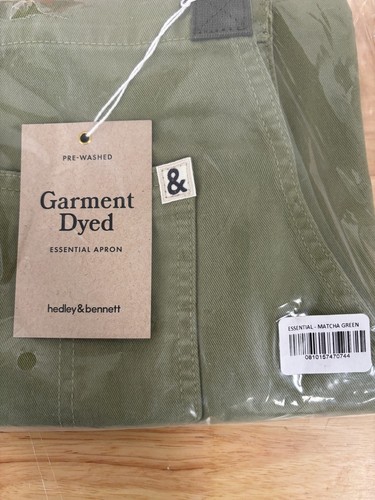 PRE-WASHED
&
Garment
Dyed
ESSENTIAL APRON
hedley&bennett
ESSENTIAL - MATCHA GREEN
0810157470744